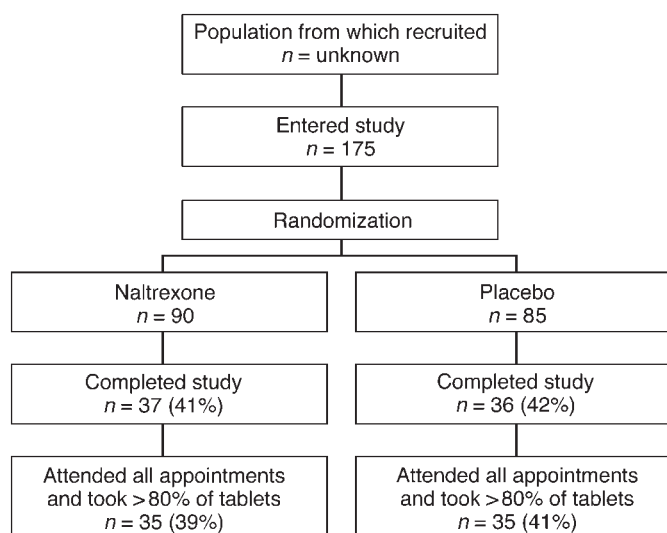 Population from which recruited
n = unknown
Entered study
n = 175
Randomization
Naltrexone
n = 90
Placebo
n = 85
Completed study
n = 37 (41%)
Completed study
n = 36 (42%)
Attended all appointments
and took >80% of tablets
n = 35 (39%)
Attended all appointments
and took >80% of tablets
n = 35 (41%)